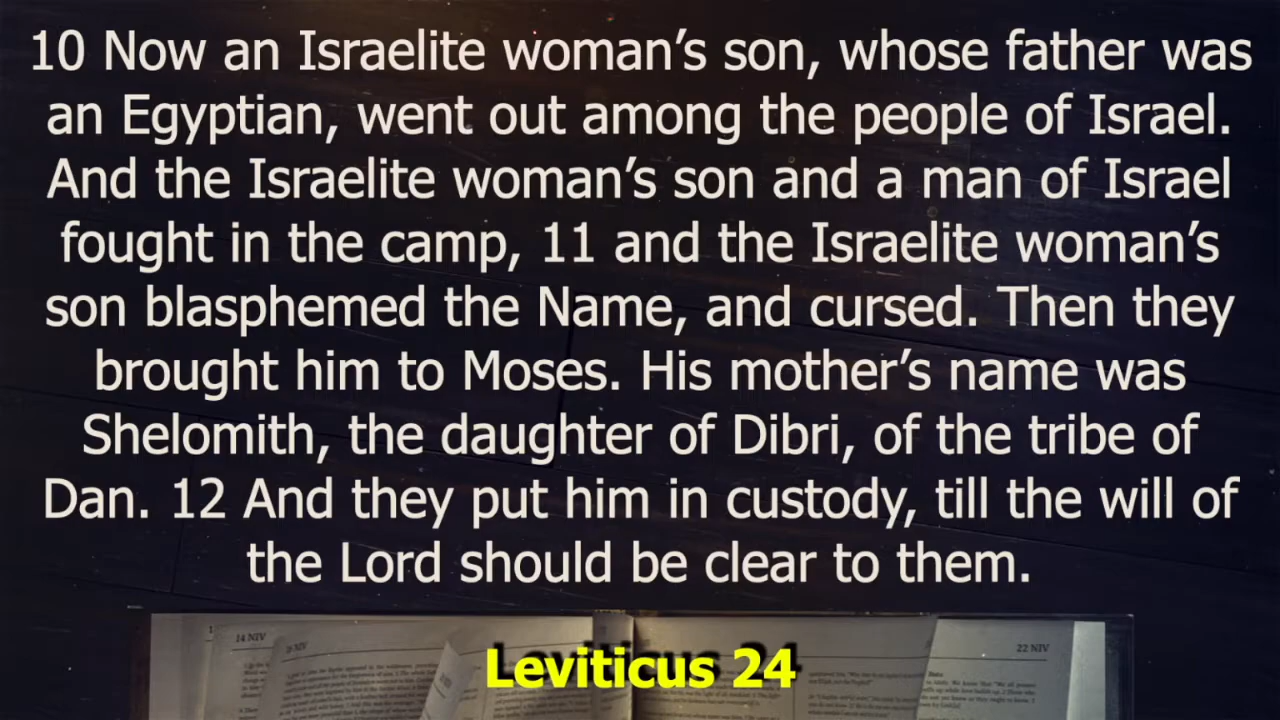 10 Now an Israelite woman’s son, whose father was
an Egyptian, went out among the people of Israel.
And the Israelite woman’s son and a man of Israel
fought in the camp, 11 and the Israelite woman’s
son blasphemed the Name, and cursed. Then they
brought him to Moses. His mother’s name was
Shelomith, the daughter of Dibri, of the tribe of
Dan. 12 And they put him in custody, till the will of
the Lord should be clear to them.
14 NIV
22 NIV
Leviticus 24